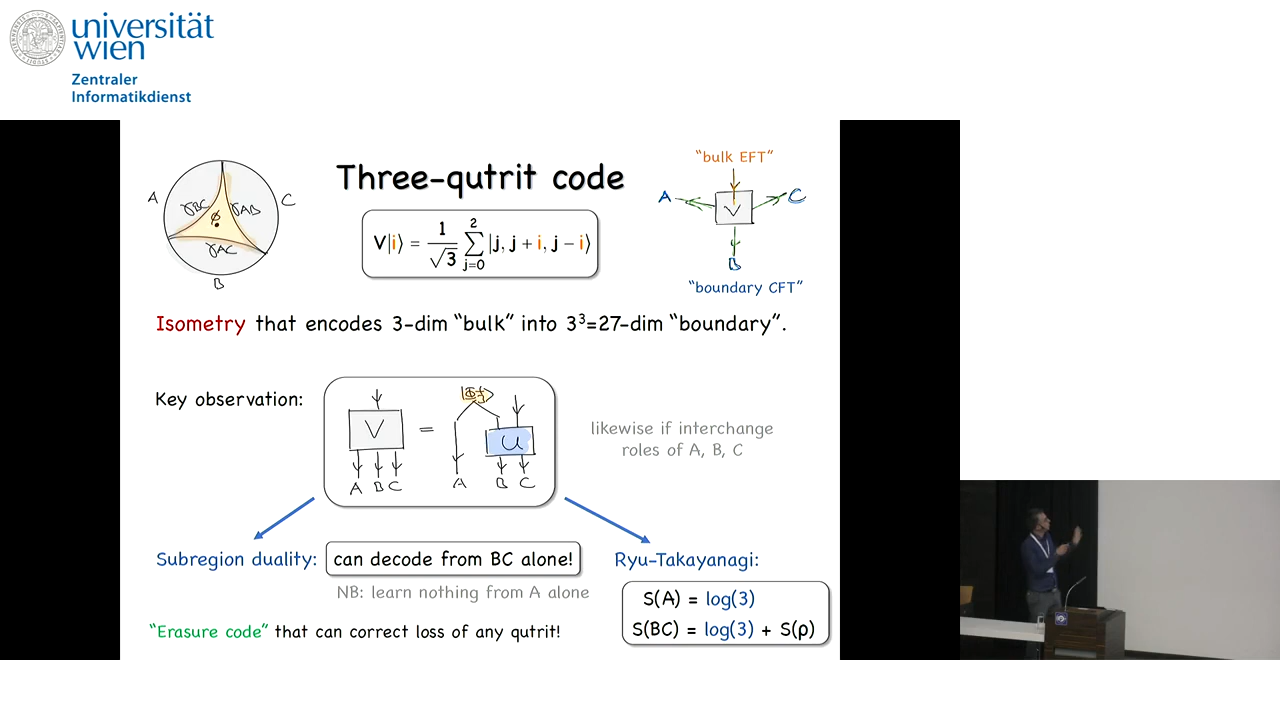 universität
wien
Zentraler
Informatikdienst
Three-qutrit code
A
C
B
γBC
γAB
ϕ
γAC
V|i⟩ = 1/√3 2∑j=0 |j, j + i, j − i⟩
"bulk EFT"
A
V
C
B
"boundary CFT"
Isometry that encodes 3-dim "bulk" into 3³=27-dim "boundary".
Key observation:
V
A B C
=
U
A B C
likewise if interchange
roles of A, B, C
Subregion duality: can decode from BC alone!
NB: learn nothing from A alone
"Erasure code" that can correct loss of any qutrit!
Ryu-Takayanagi:
S(A) = log(3)
S(BC) = log(3) + S(ρ)